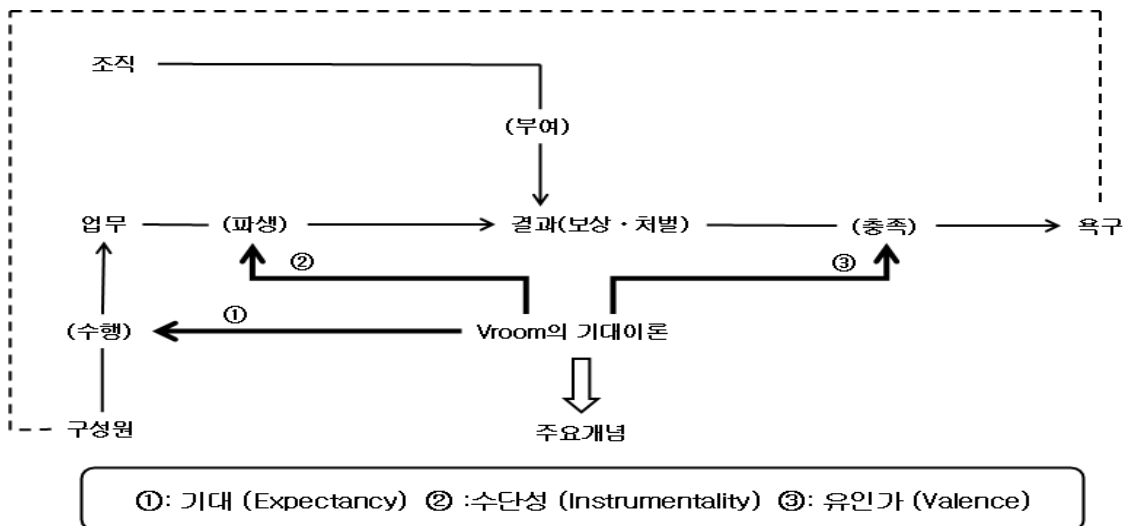 조직
(부여)
업무 (파생) 결과(보상 · 처벌) (충족) 욕구
② ③
①
(수행) Vroom의 기대이론
구성원 주요개념
①: 기대 (Expectancy) ② :수단성 (Instrumentality) ③: 유인가 (Valence)